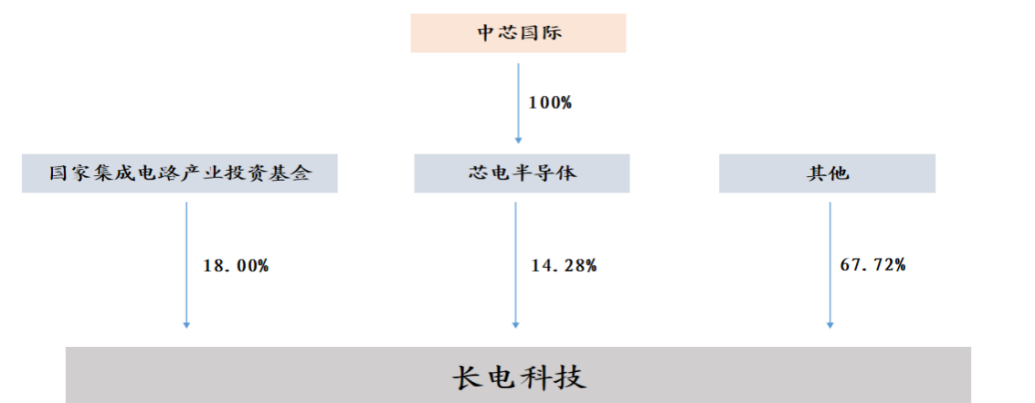 中芯国际
100%
国家集成电路产业投资基金
芯电半导体
其他
18.00%
14.28%
67.72%
长电科技